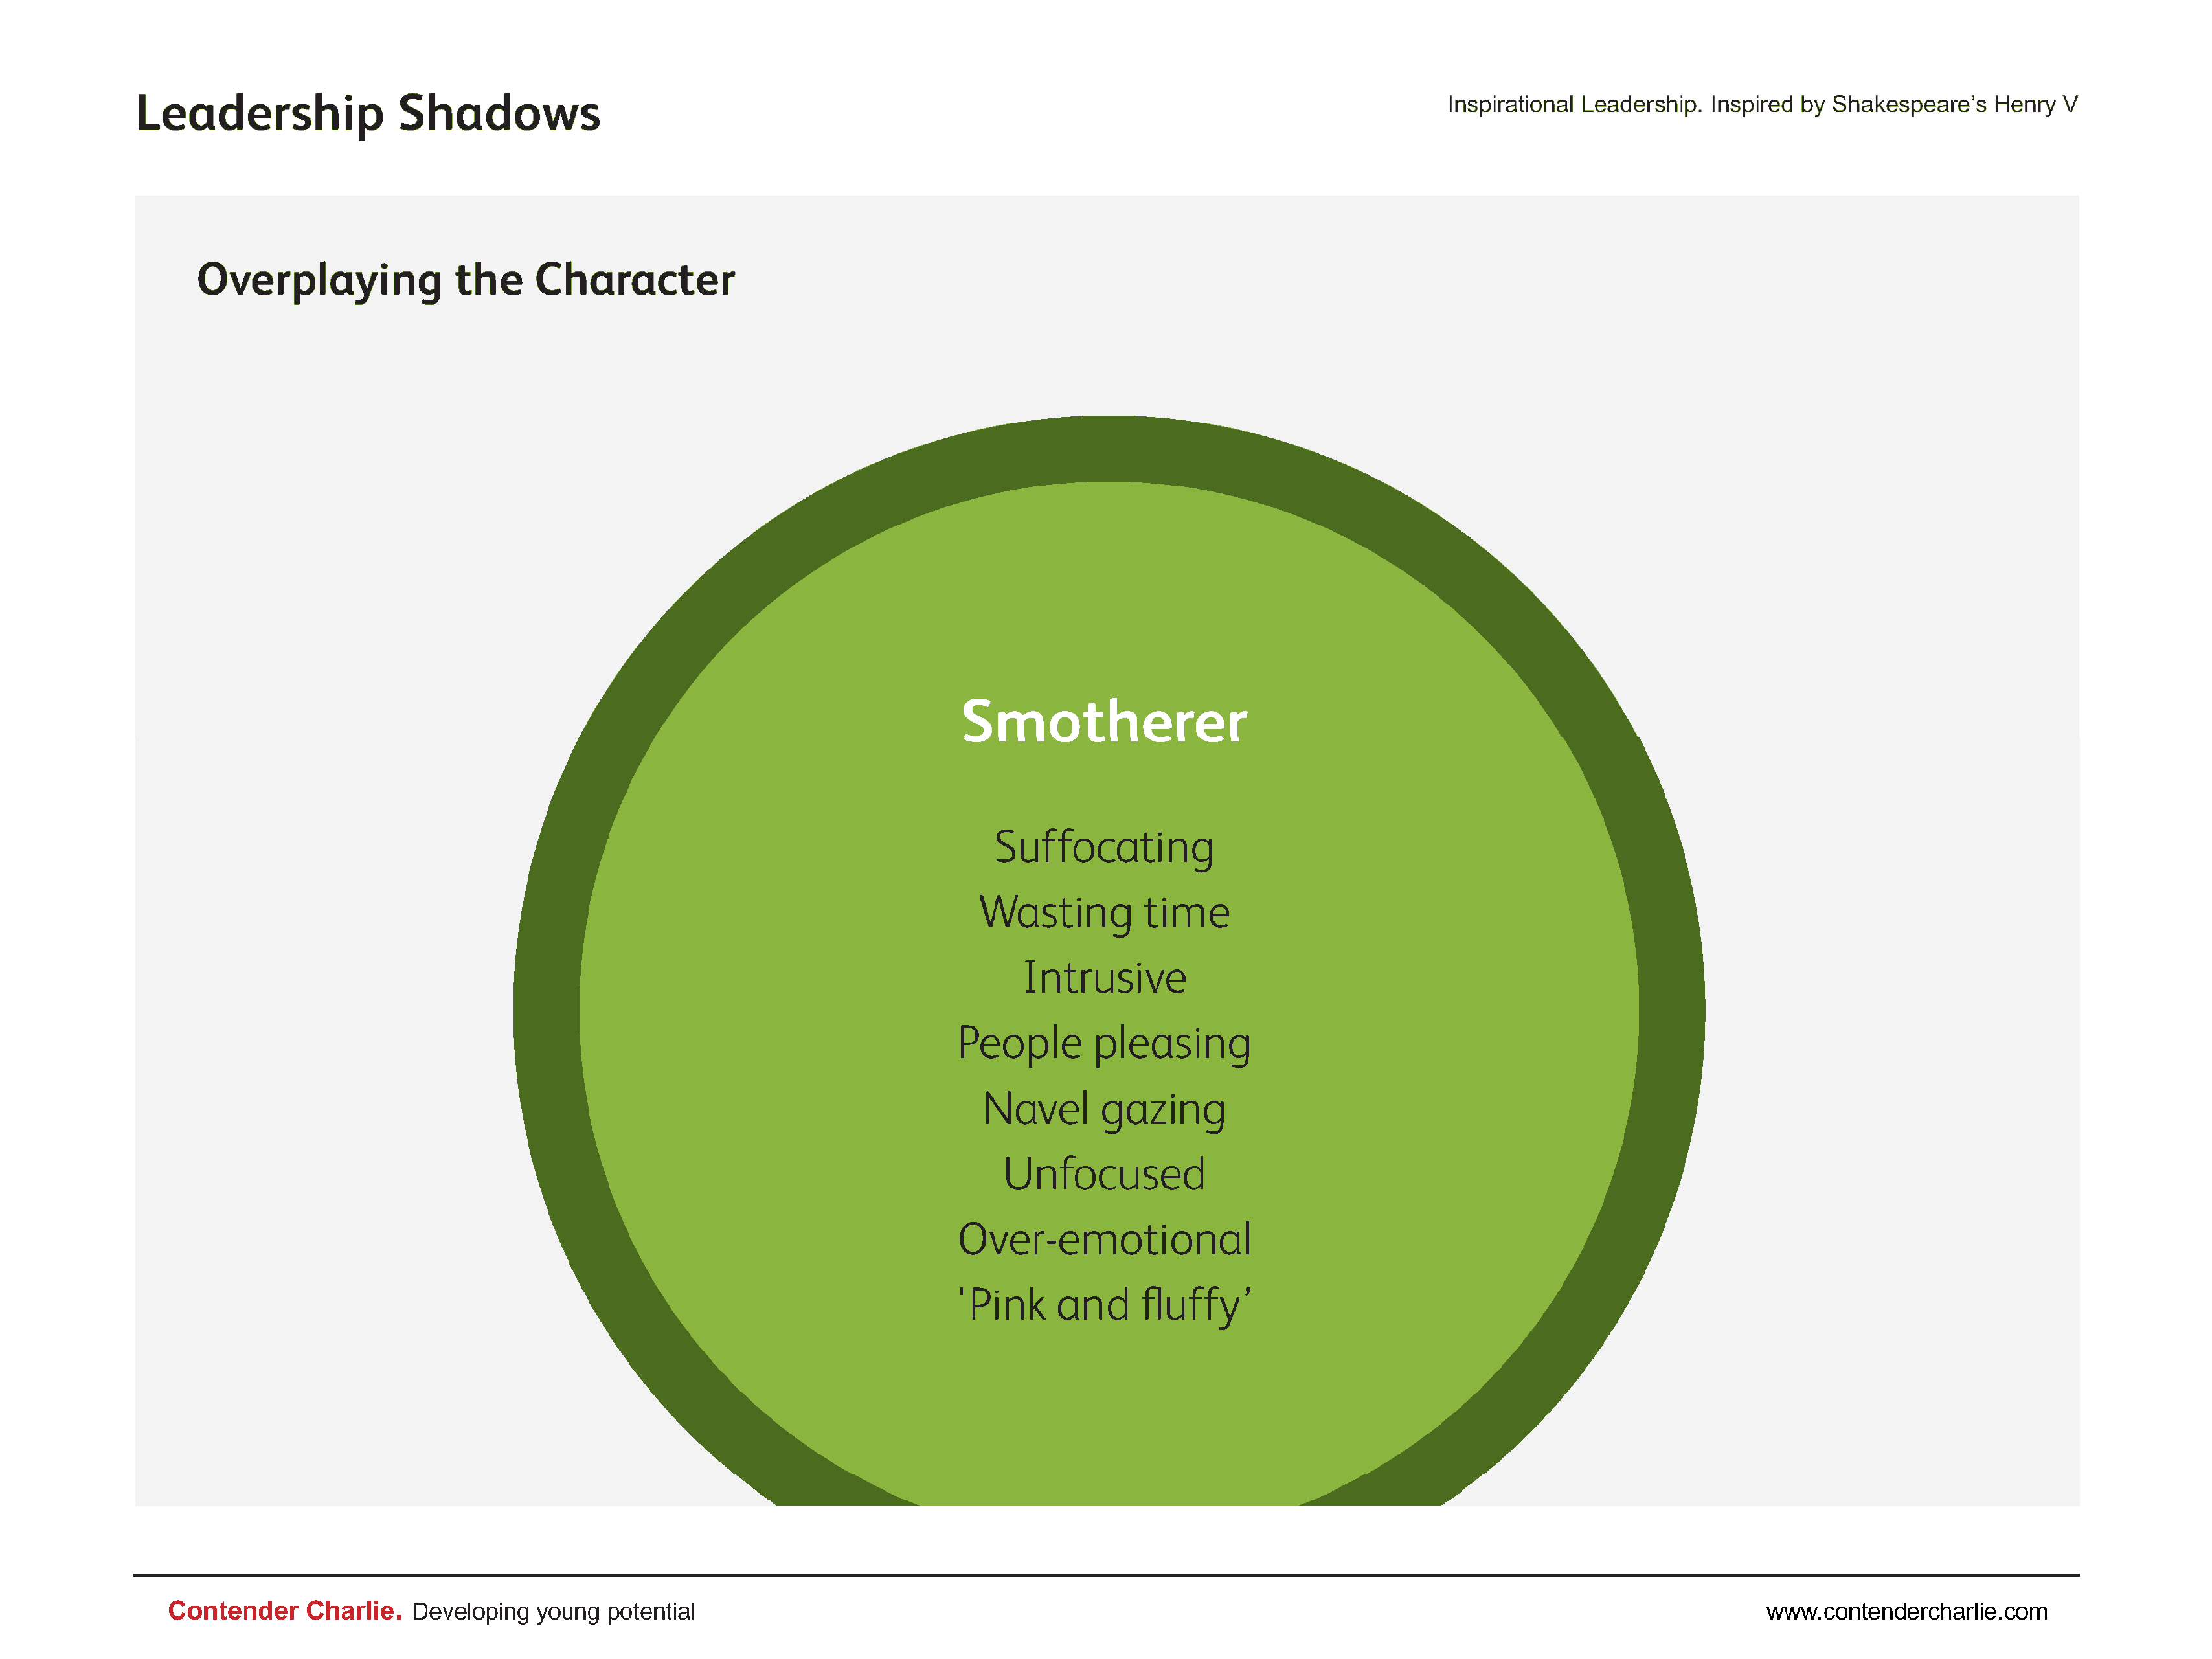 Leadership Shadows
Inspirational Leadership. Inspired by Shakespeare’s Henry V
Overplaying the Character
Smotherer
Suffocating
Wasting time
Intrusive
People pleasing
Navel gazing
Unfocused
Over-emotional
'Pink and fluffy’
Contender Charlie. Developing young potential
www.contendercharlie.com